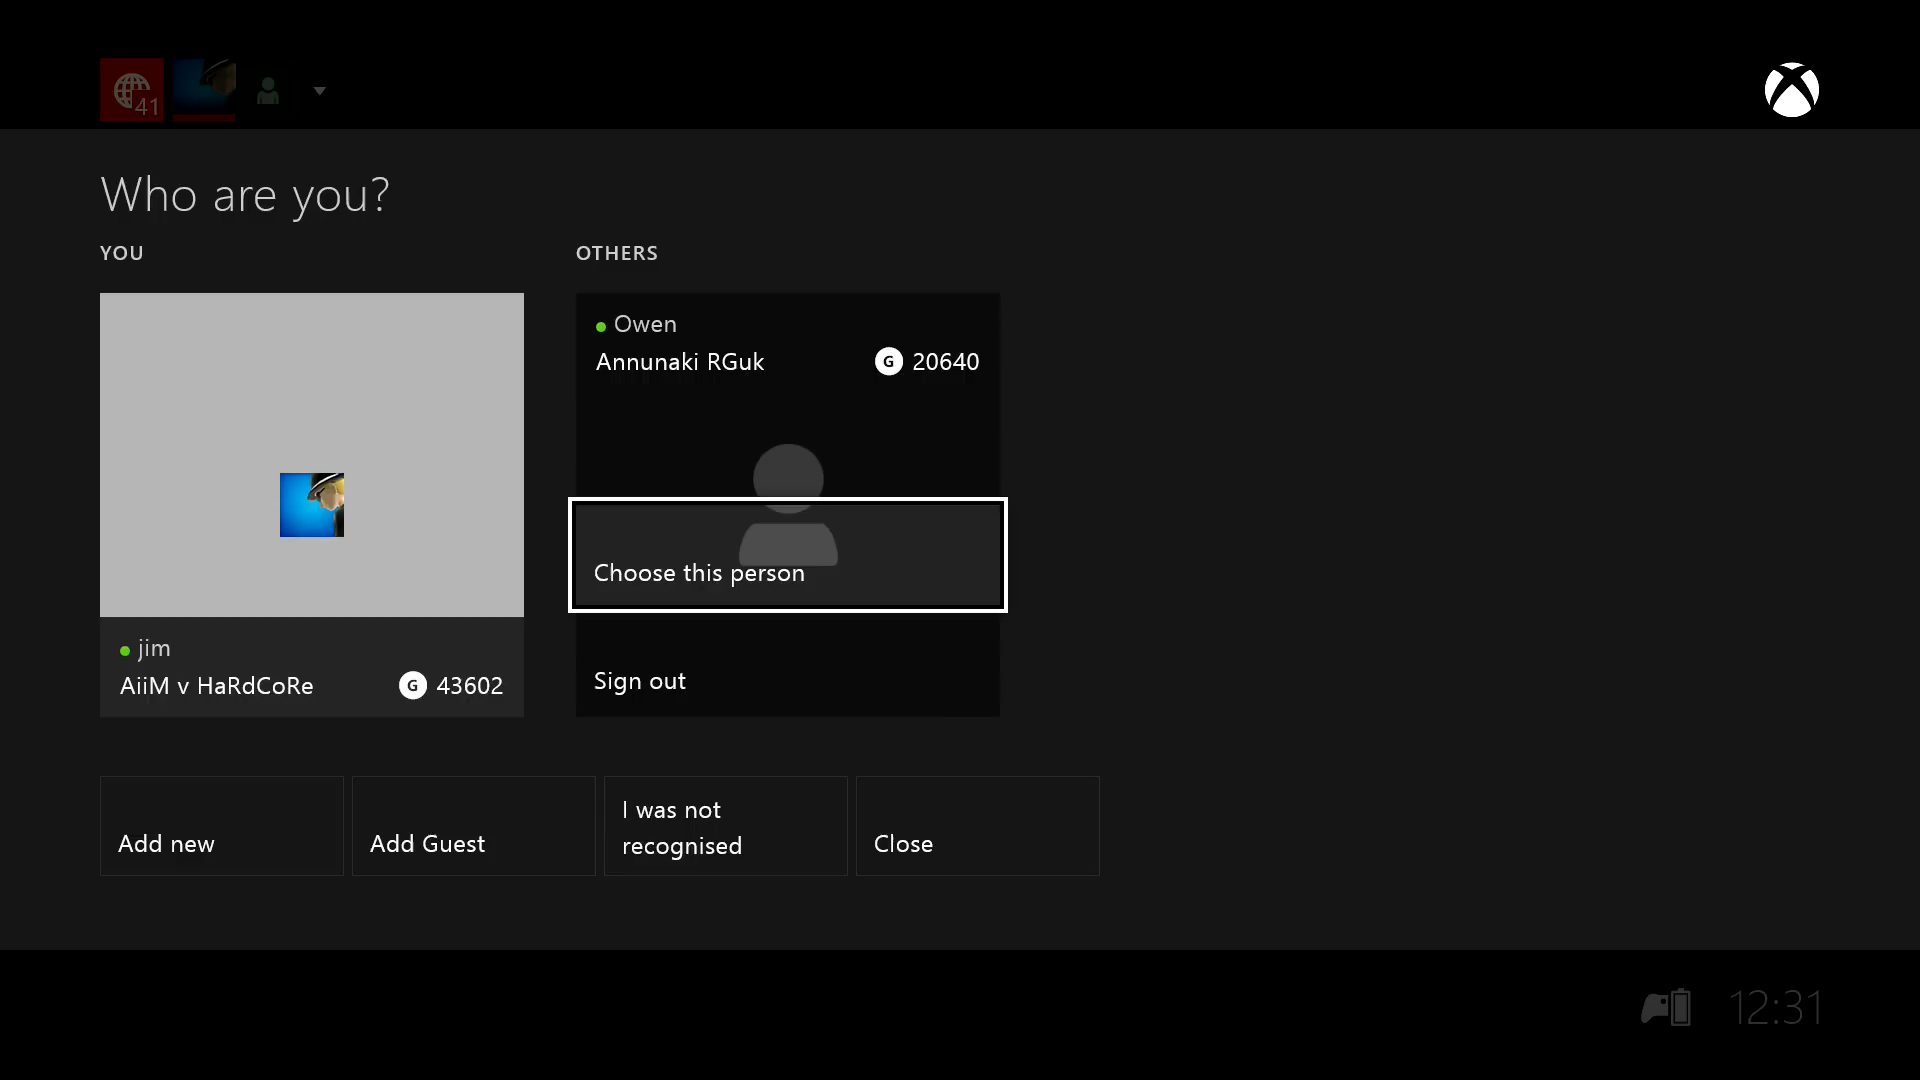 41
Who are you?
YOU
OTHERS
Owen
Annunaki RGuk G 20640
Choose this person
Sign out
jim
AiiM v HaRdCoRe G 43602
Add new
Add Guest
I was not
recognised
Close
12:31